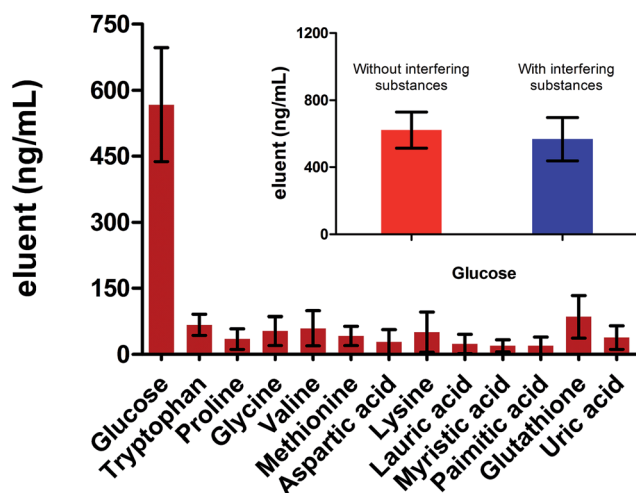 eluent (ng/mL)
750
600
450
300
150
0
Glucose
Tryptophan
Proline
Glycine
Valine
Methionine
Aspartic acid
Lysine
Lauric acid
Myristic acid
Paimitic acid
Glutathione
Uric acid
eluent (ng/mL)
1200
800
400
0
Without interfering
substances
With interfering
substances
Glucose